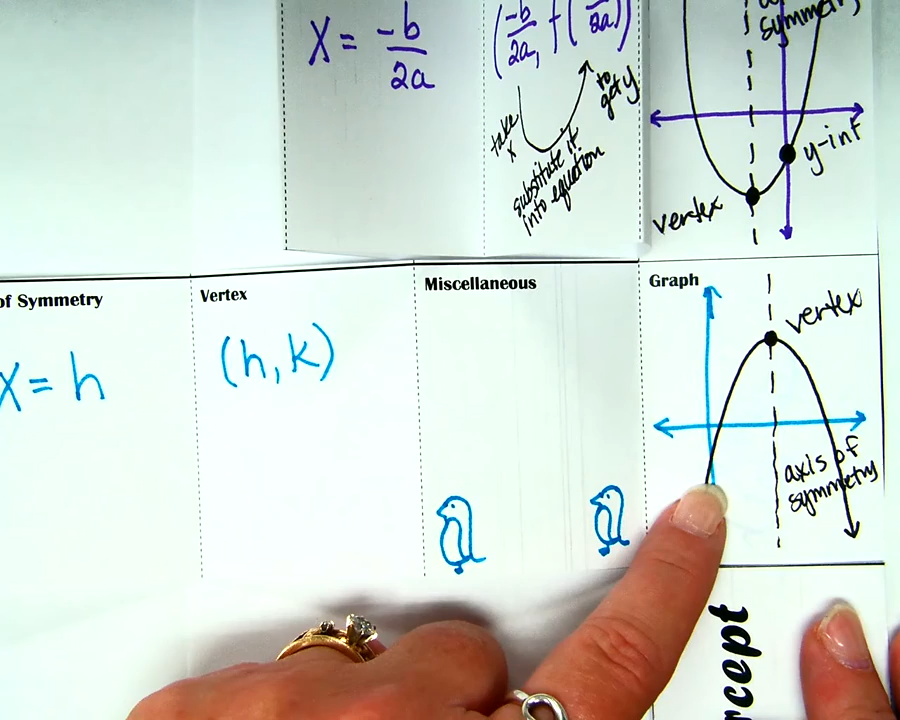 X = -b/2a
(-b/2a, f(-b/2a))
take
x
substitute it
into equation
to
get y
symmetry
y-int
vertex
of Symmetry
X = h
Vertex
(h, k)
Miscellaneous
Graph
vertex
axis of
symmetry
rcept